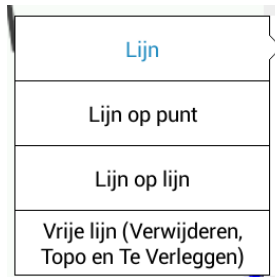 Lijn
Lijn op punt
Lijn op lijn
Vrije lijn (Verwijderen,
Topo en Te Verleggen)